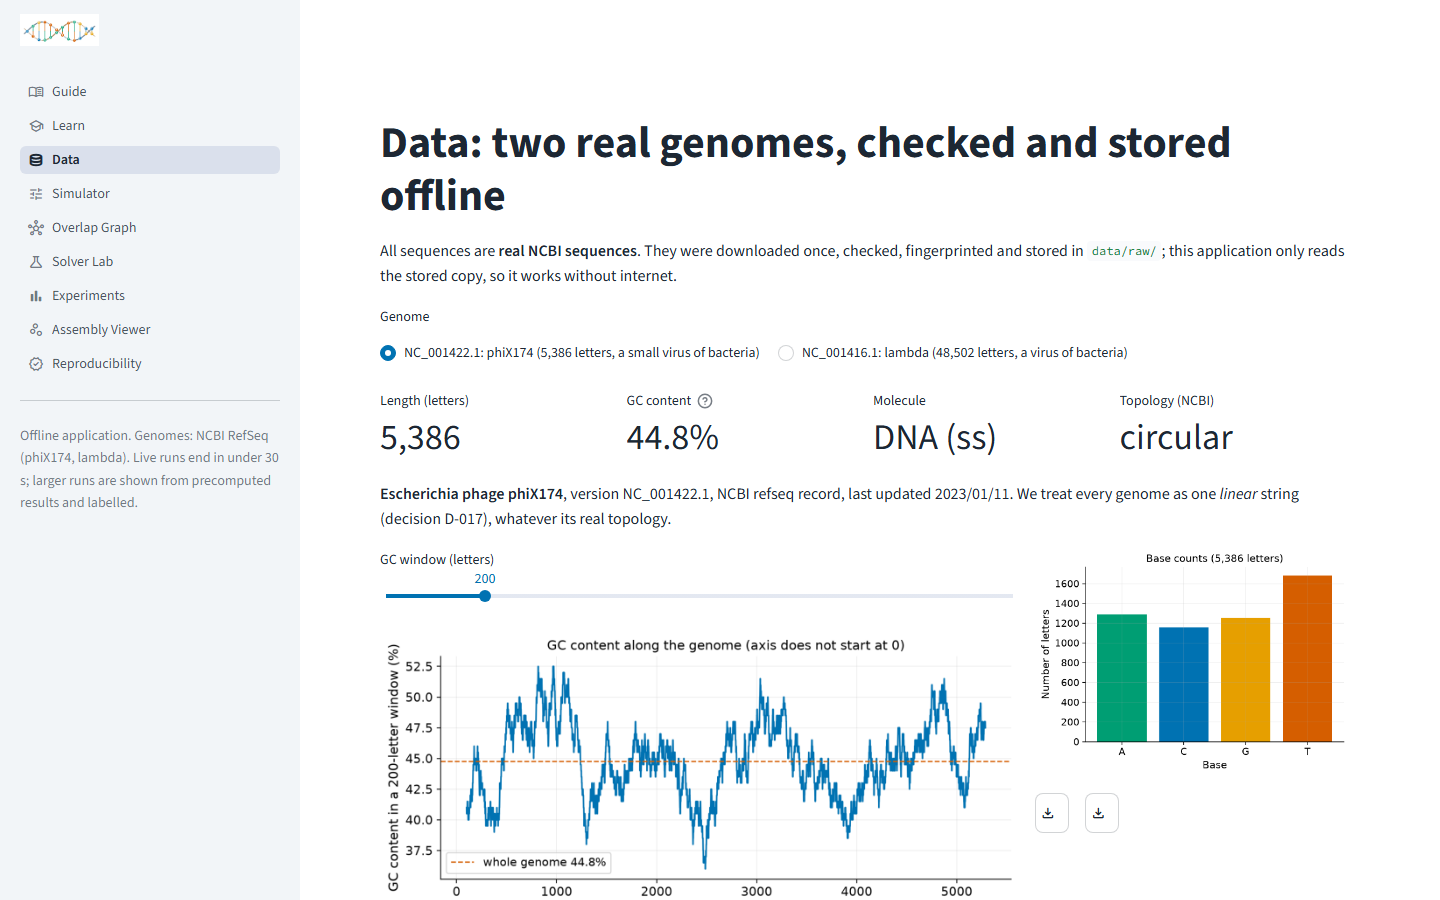 Guide
Learn
Data
Simulator
Overlap Graph
Solver Lab
Experiments
Assembly Viewer
Reproducibility
Offline application. Genomes: NCBI RefSeq
(phiX174, lambda). Live runs end in under 30
s; larger runs are shown from precomputed
results and labelled.
Data: two real genomes, checked and stored
offline
All sequences are real NCBI sequences. They were downloaded once, checked, fingerprinted and stored in data/raw/ ; this application only reads
the stored copy, so it works without internet.
Genome
NC_001422.1: phiX174 (5,386 letters, a small virus of bacteria)
NC_001416.1: lambda (48,502 letters, a virus of bacteria)
Length (letters)
5,386
GC content
44.8%
Molecule
DNA (ss)
Topology (NCBI)
circular
Escherichia phage phiX174, version NC_001422.1, NCBI refseq record, last updated 2023/01/11. We treat every genome as one linear string
(decision D-017), whatever its real topology.
GC window (letters)
200
GC content along the genome (axis does not start at 0)
GC content in a 200-letter window (%)
52.5
50.0
47.5
45.0
42.5
40.0
37.5
whole genome 44.8%
0 1000 2000 3000 4000 5000
Base counts (5,386 letters)
Number of letters
1600
1400
1200
1000
800
600
400
200
0
A C G T
Base